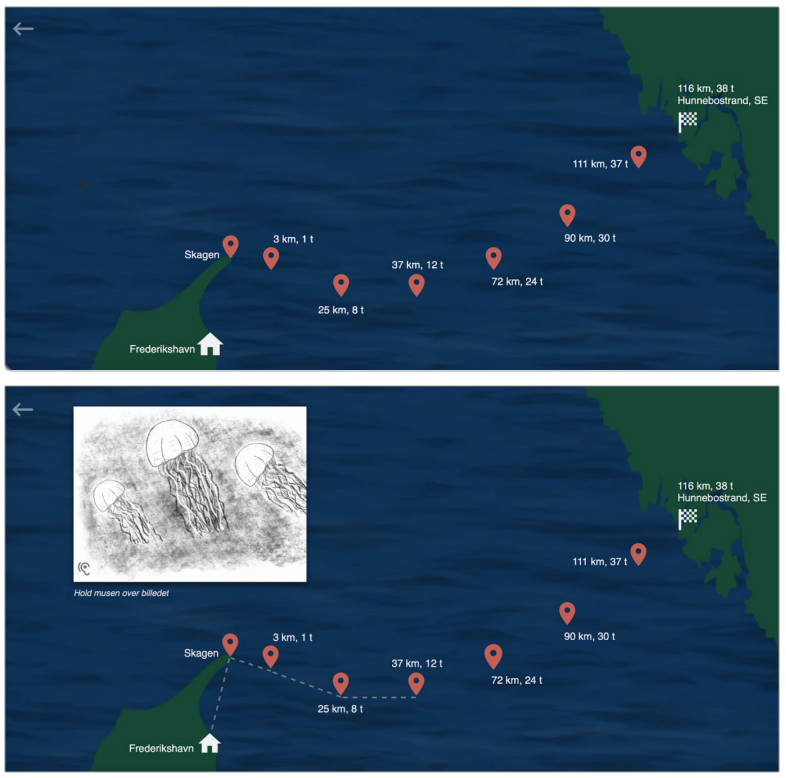 116 km, 38 t
Hunnebostrand, SE
111 km, 37 t
90 km, 30 t
3 km, 1 t
Skagen
37 km, 12 t
72 km, 24 t
25 km, 8 t
Frederikshavn
Hold musen over billedet
116 km, 38 t
Hunnebostrand, SE
111 km, 37 t
90 km, 30 t
3 km, 1 t
Skagen
37 km, 12 t
72 km, 24 t
25 km, 8 t
Frederikshavn